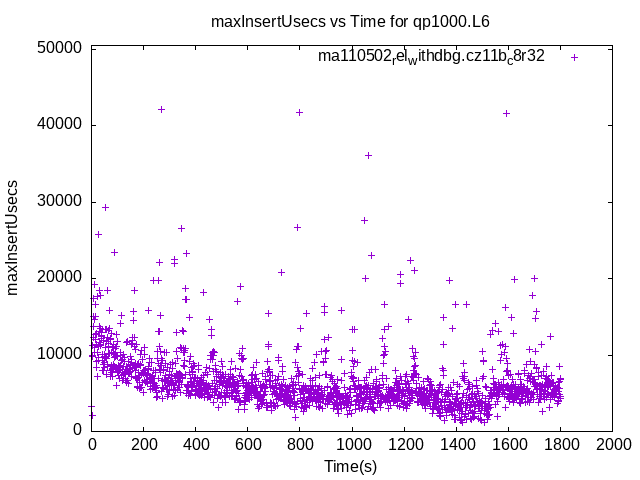 maxInsertUsecs vs Time for qp1000.L6
50000
ma110502relwithdbg.cz11bc8r32
40000
maxInsertUsecs
30000
20000
10000
0
0 200 400 600 800 1000 1200 1400 1600 1800 2000
Time(s)